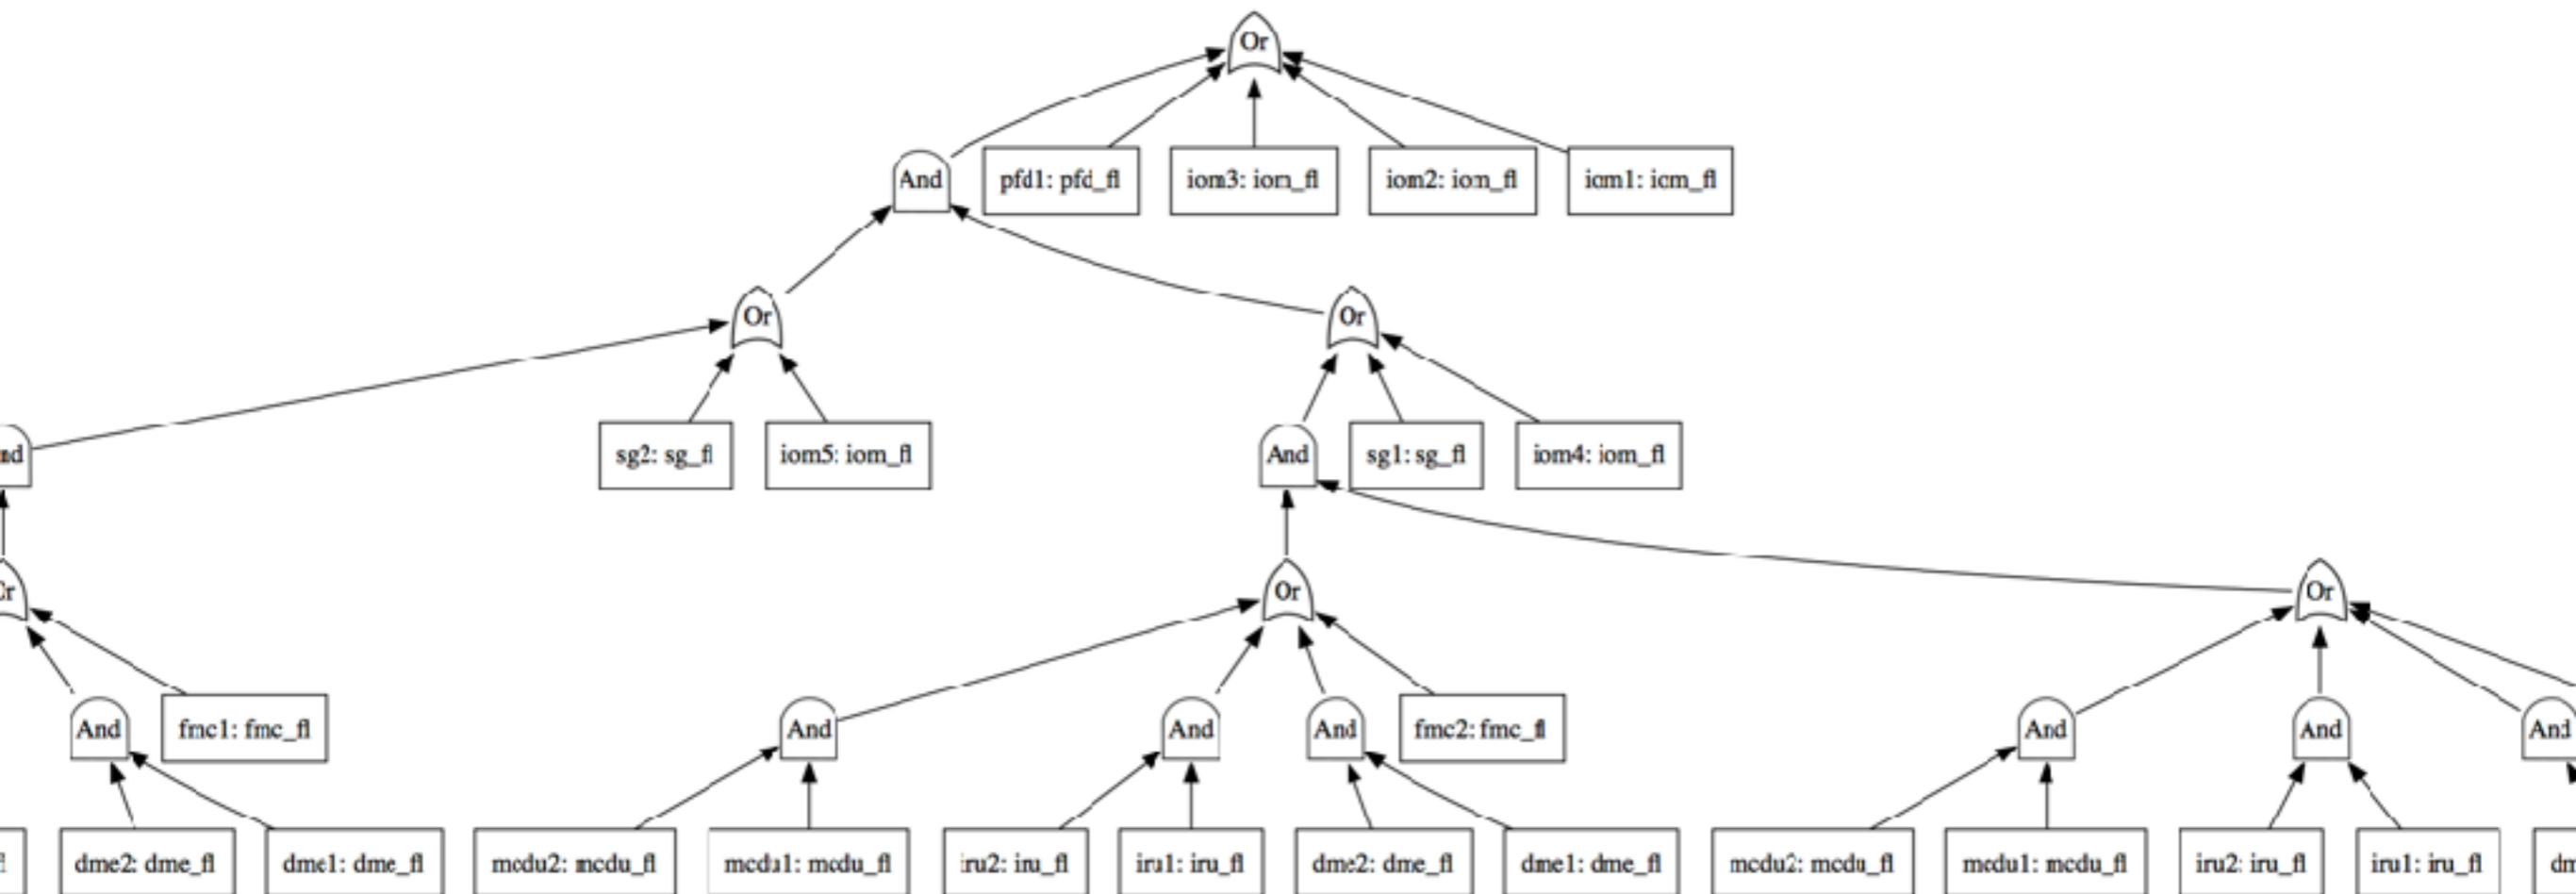 Or
And
pfd1: pfd_fl
iom3: iom_fl
iom2: iom_fl
iom1: iom_fl
Or
Or
sg2: sg_fl
iom5: iom_fl
And
sg1: sg_fl
iom4: iom_fl
Or
Or
And
fmc1: fmc_fl
And
And
And
fmc2: fmc_fl
And
And
And
dme2: dme_fl
dme1: dme_fl
mcdu2: mcdu_fl
mcdu1: mcdu_fl
iru2: iru_fl
iru1: iru_fl
dme2: dme_fl
dme1: dme_fl
mcdu2: mcdu_fl
mcdu1: mcdu_fl
iru2: iru_fl
iru1: iru_fl